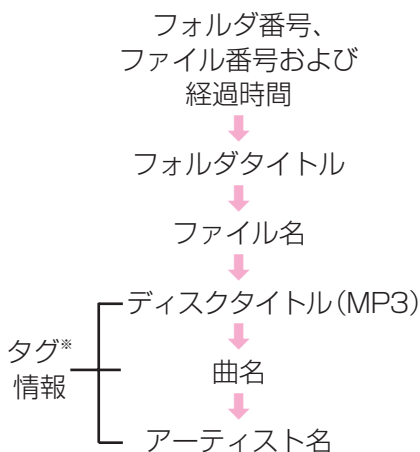 フォルダ番号、
ファイル番号および
経過時間
フォルダタイトル
ファイル名
ディスクタイトル(MP3)
タグ※
情報
曲名
アーティスト名